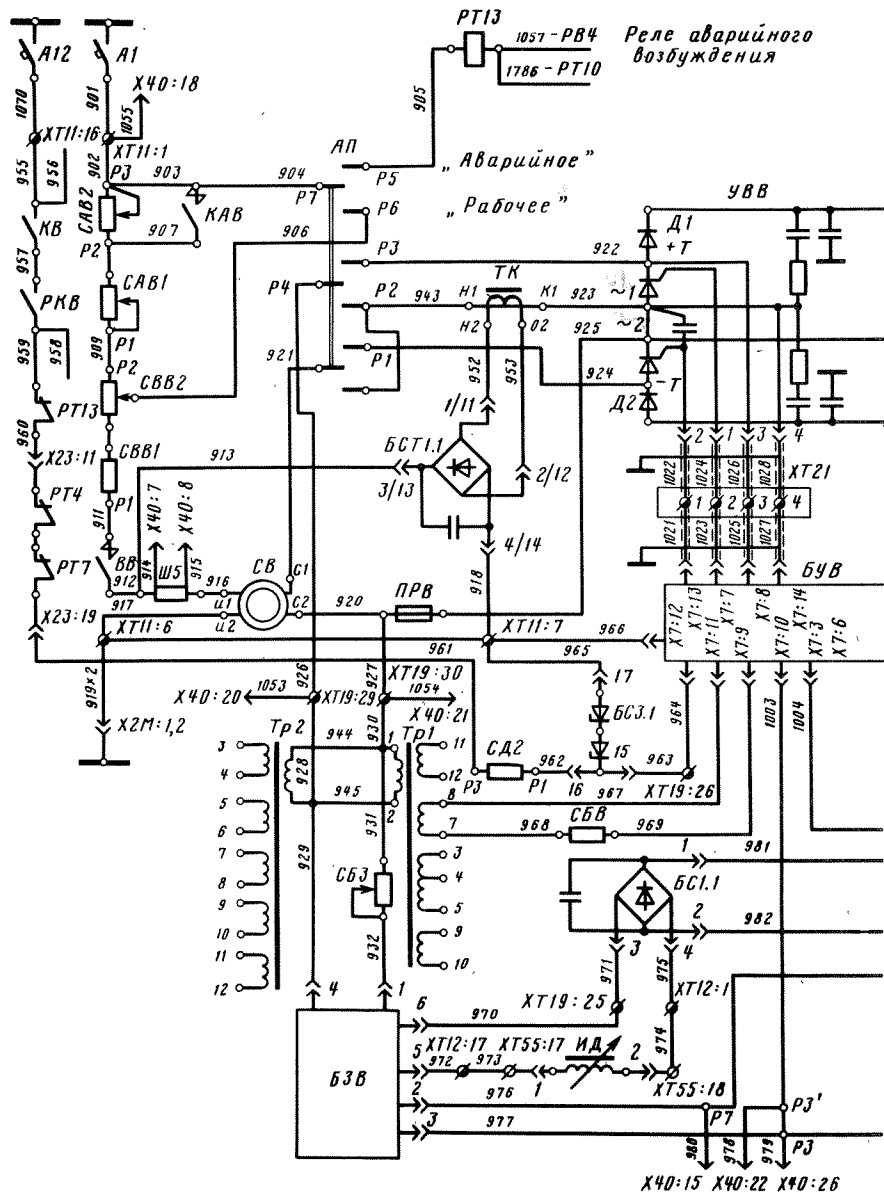 РТ13
1057-РВ4
1786-РТ10
Реле аварийного
возбуждения
А12
А1
Х40:18
1070
901
1055
905
ХТ11:16
ХТ11:1
АП
„Аварийное"
Р5
955
956
902
Р3
903
904
Р7
САВ2
КАВ
Р6
„Рабочее"
УВВ
КВ
Р2
907
906
Р3
922
Д1
+Т
957
САВ1
Р4
Р2
943
Н1
ТК
К1
923
~1
РКВ
Р1
Н2
О2
925
~2
959
958
909
Р2
921
Р1
952
953
924
-Т
СВВ2
Д2
РТ13
1/11
960
СВВ1
913
БСТ1.1
2
1
3
4
Х23:11
3/13
2/12
1022
1024
1026
1028
ХТ21
РТ4
Р1
911
Х40:7
Х40:8
1
2
3
4
4/14
1021
1023
1025
1027
РТ7
ВВ
912
914
Ш5
915
916
СВ
С1
918
БУВ
917
и1
С2
920
ПРВ
Х23:19
и2
ХТ11:6
961
ХТ11:7
966
Х7:12
Х7:13
Х7:11
Х7:7
Х7:9
Х7:8
Х7:10
Х7:14
Х7:3
Х7:6
919×2
926
927
ХТ19:30
965
Х40:20
1053
ХТ19:29
1054
17
964
1003
1004
Х2М:1,2
930
Х40:21
БС3.1
Тр2
944
1
Тр1
11
СД2
962
15
963
3
928
4
12
Р3
Р1
16
967
ХТ19:26
945
8
5
2
СБВ
6
931
7
968
969
7
929
3
1
981
8
СБЗ
4
БС1.1
9
5
2
982
932
9
3
4
10
10
971
975
11
12
4
1
6
970
ХТ19:25
ХТ12:1
5
ХТ12:17
ХТ55:17
ИД
2
974
БЗВ
972
973
1
ХТ55:18
2
976
Р7
Р3'
3
977
Р3
980
978
979
Х40:15
Х40:22
Х40:26